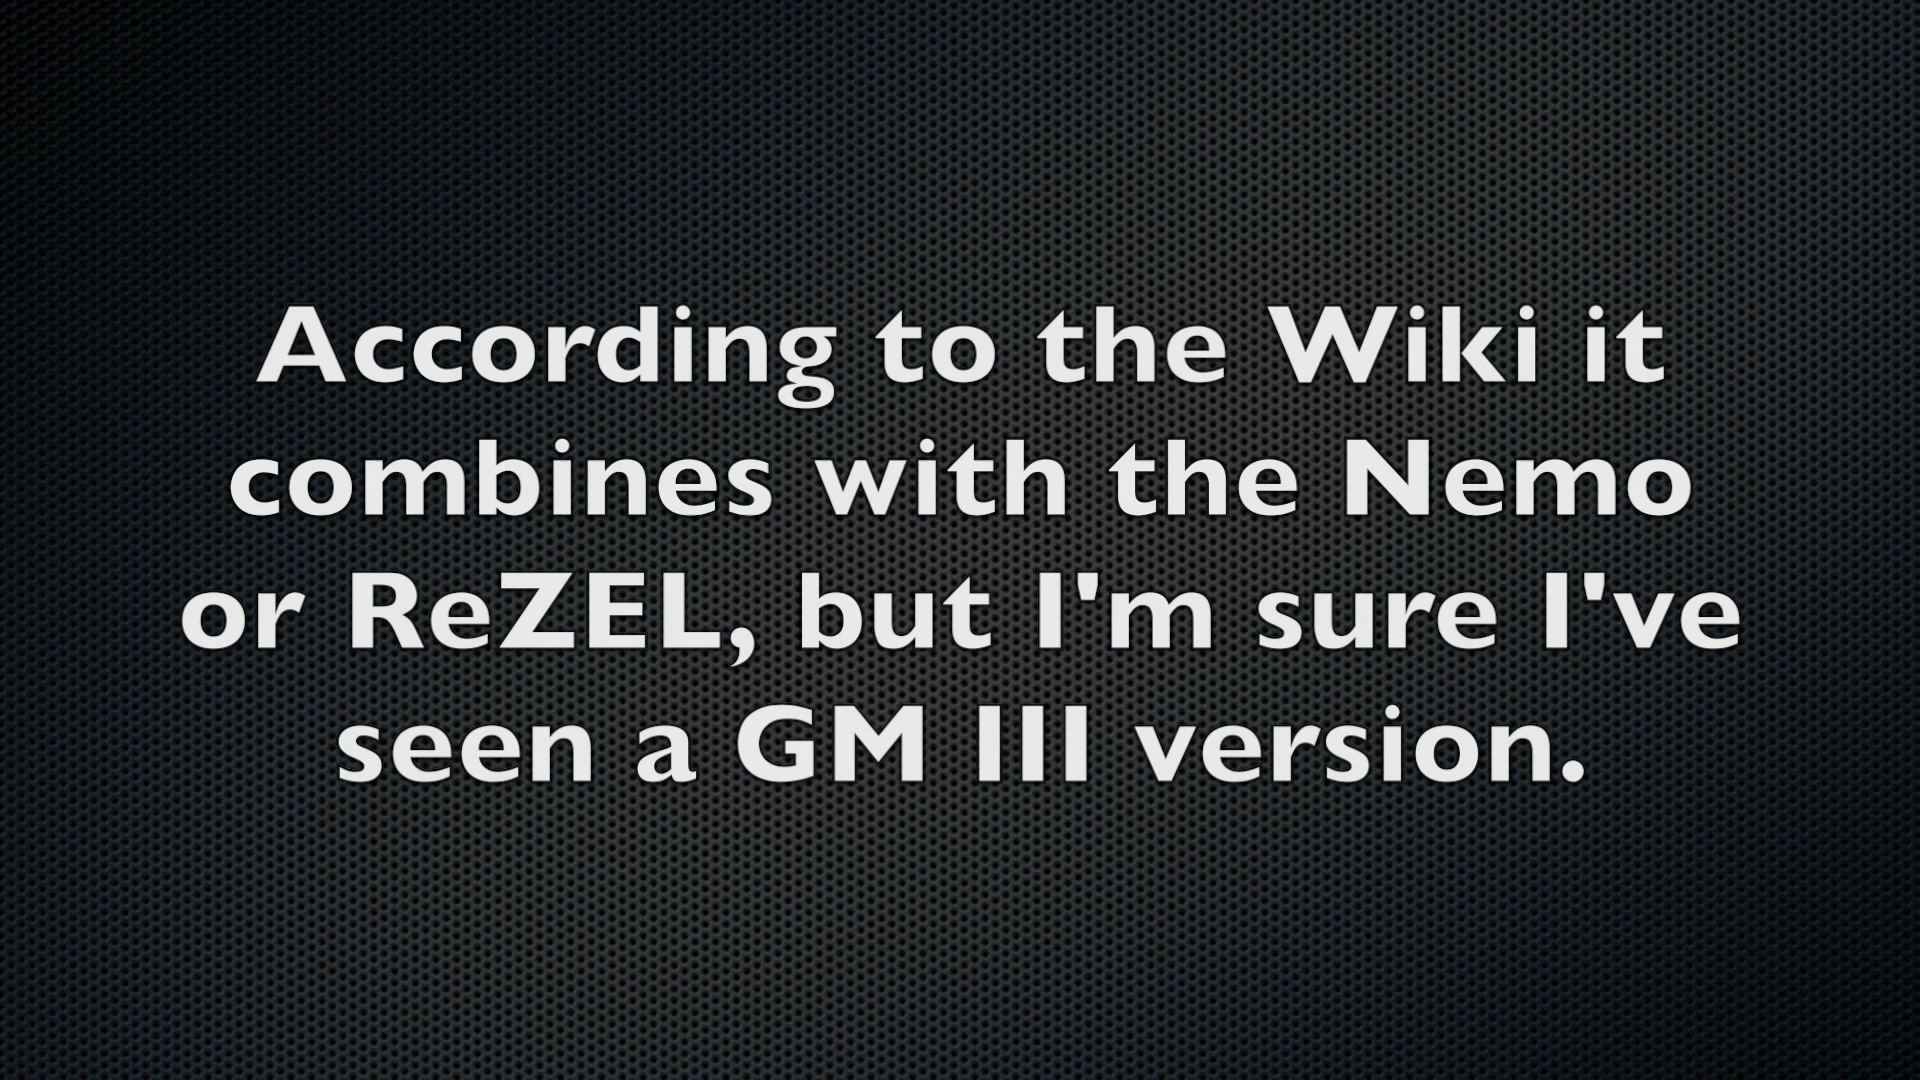 According to the Wiki it
combines with the Nemo
or ReZEL, but I'm sure I've
seen a GM III version.